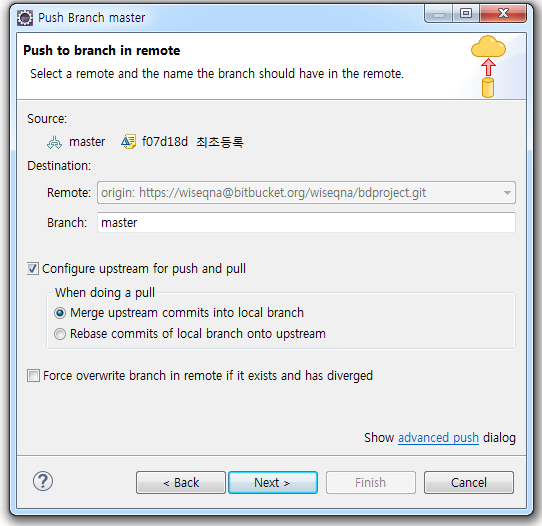 Push Branch master
Push to branch in remote
Select a remote and the name the branch should have in the remote.
Source:
master f07d18d 최초등록
Destination:
Remote: origin: https://wiseqna@bitbucket.org/wiseqna/bdproject.git
Branch: master
Configure upstream for push and pull
When doing a pull
Merge upstream commits into local branch
Rebase commits of local branch onto upstream
Force overwrite branch in remote if it exists and has diverged
Show advanced push dialog
? < Back Next > Finish Cancel